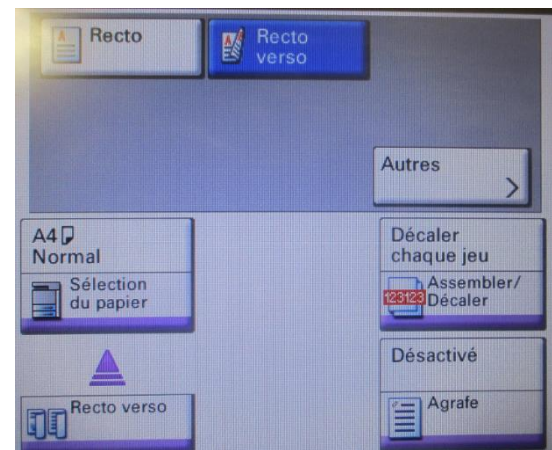 Recto
Recto
verso
Autres
A4
Normal
Sélection
du papier
Décaler
chaque jeu
Assembler/
123123 Décaler
Recto verso
Désactivé
Agrafe